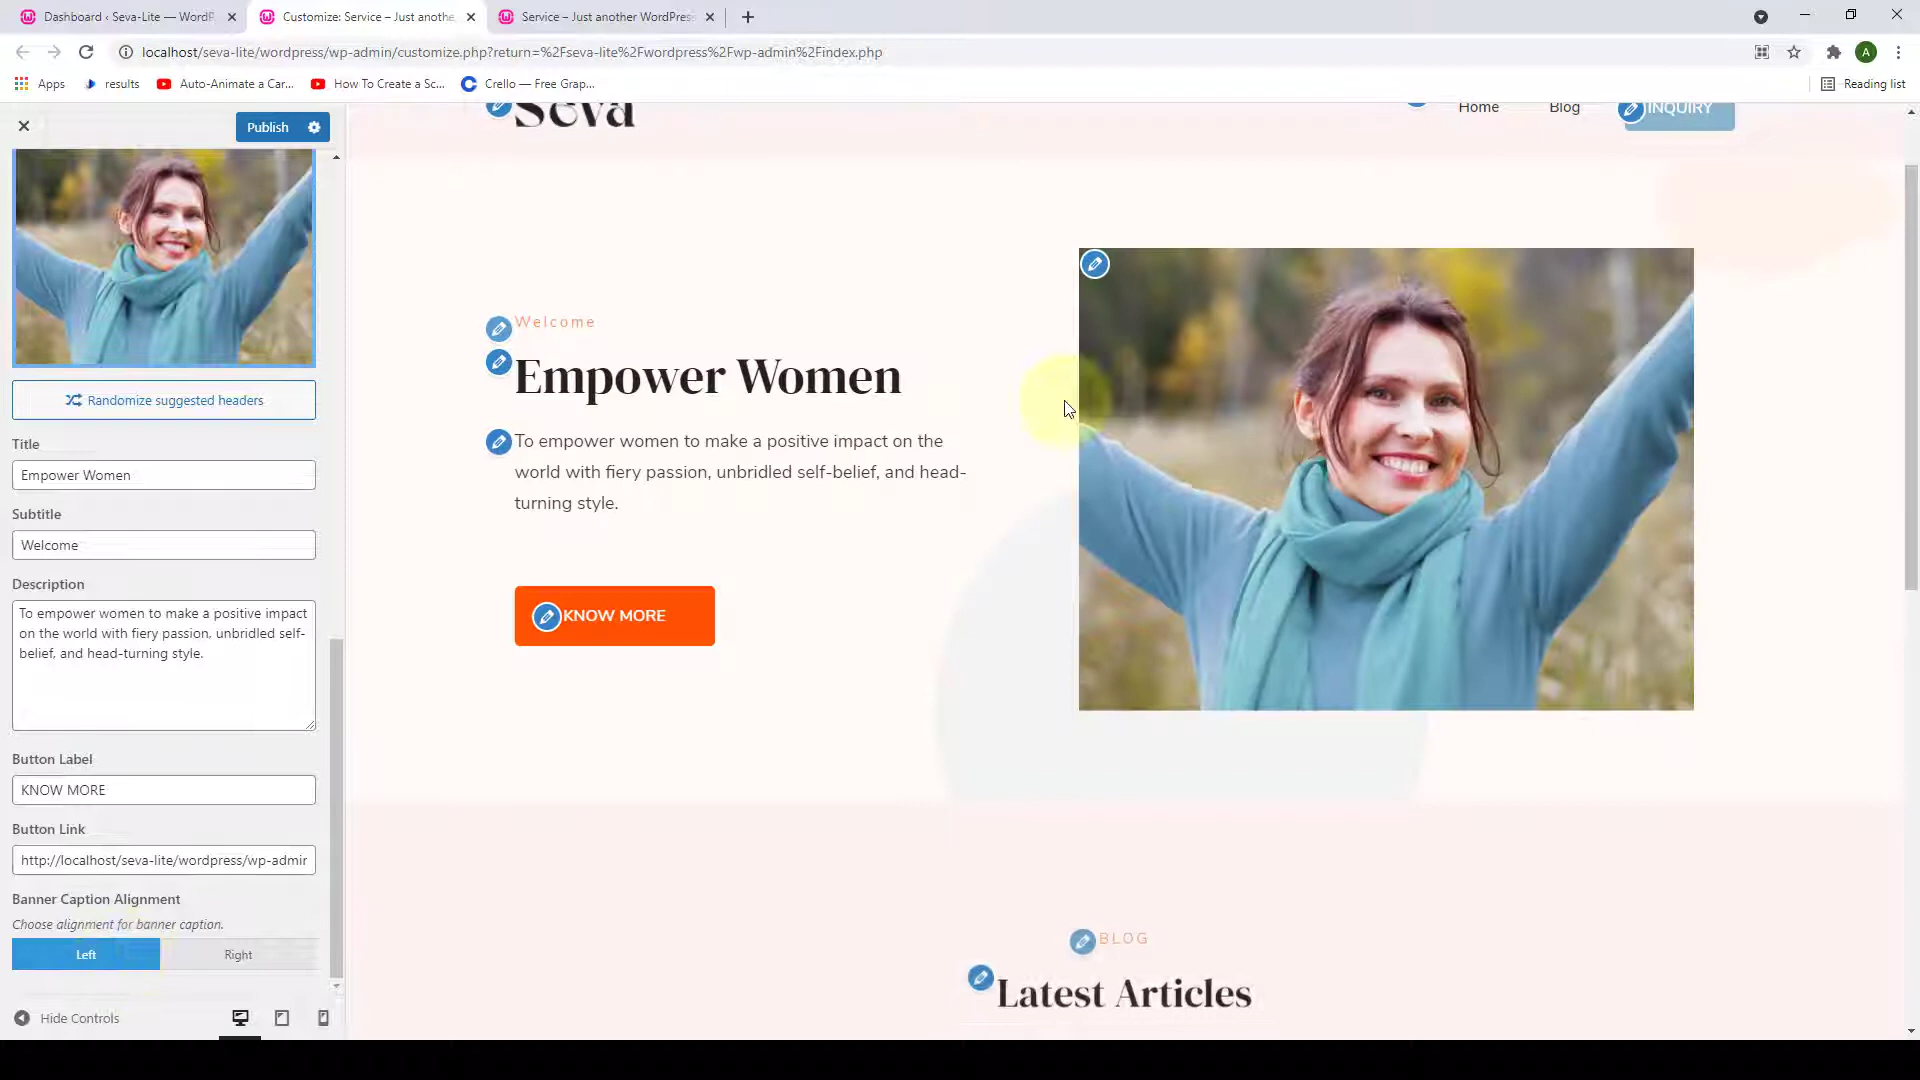 Dashboard ‹ Seva-Lite — WordP
Customize: Service – Just anothe
Service – Just another WordPress
localhost/seva-lite/wordpress/wp-admin/customize.php?return=%2Fseva-lite%2Fwordpress%2Fwp-admin%2Findex.php
A
Apps
results
Auto-Animate a Car...
How To Create a Sc...
Crello — Free Grap...
Reading list
Publish
Randomize suggested headers
Title
Empower Women
Subtitle
Welcome
Description
To empower women to make a positive impact
on the world with fiery passion, unbridled self-
belief, and head-turning style.
Button Label
KNOW MORE
Button Link
http://localhost/seva-lite/wordpress/wp-admir
Banner Caption Alignment
Choose alignment for banner caption.
Left
Right
Hide Controls
Seva
Home
Blog
INQUIRY
Welcome
Empower Women
To empower women to make a positive impact on the
world with fiery passion, unbridled self-belief, and head-
turning style.
KNOW MORE
BLOG
Latest Articles